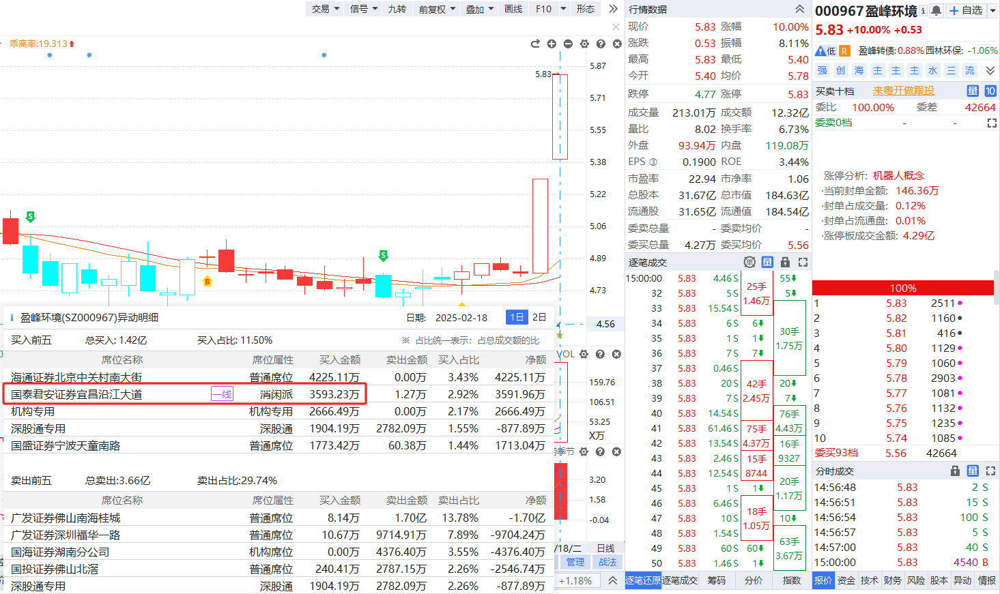 交易 信号 九转 前复权 叠加 画线 F10 形态
乖离率:19.313
5.87
5.83
5.71
5.55
5.38
5.22
5.06
4.89
4.73
4.56
S
B
S
盈峰环境(SZ000967)异动明细 日期: 2025-02-18 1日 2日
买入前五 总买入: 1.42亿 买入占比: 11.50% ※ 占比统一表示: 占总成交额的比
席位名称 席位属性 买入金额 卖出金额 买入占比 净额
海通证券北京中关村南大街 普通席位 4225.11万 0.00万 3.43% 4225.11万
国泰君安证券宜昌沿江大道 一线 消闲派 3593.23万 1.27万 2.92% 3591.96万
机构专用 机构专用 2666.49万 0.00万 2.17% 2666.49万
深股通专用 深股通 1904.19万 2782.09万 1.55% -877.89万
国盛证券宁波天童南路 普通席位 1773.42万 60.38万 1.44% 1713.04万
卖出前五 总卖出:3.66亿 卖出占比:29.74%
席位名称 席位属性 买入金额 卖出金额 卖出占比 净额
广发证券佛山南海桂城 普通席位 8.14万 1.70亿 13.78% -1.70亿
广发证券深圳福华一路 普通席位 10.67万 9714.91万 7.89% -9704.24万
国海证券湖南分公司 机构席位 0.00万 4376.40万 3.55% -4376.40万
国投证券佛山北滘 普通席位 240.41万 2787.15万 2.26% -2546.74万
深股通专用 深股通 1904.19万 2782.09万 2.26% -877.89万
VOL
159.76
106.51
53.25
X万
季节
3.20
1.58
-0.04
/18/二 日线
管理 战法
+1.18%
行情数据
现价 5.83 涨幅 10.00%
涨跌 0.53 振幅 8.11%
最高 5.83 最低 5.40
今开 5.40 均价 5.78
跌停 4.77 涨停 5.83
成交量 213.01万 成交额 12.32亿
量比 8.02 换手率 6.73%
外盘 93.94万 内盘 119.08万
EPS ③ 0.1900 ROE 3.44%
市盈率 22.94 市净率 1.06
总股本 31.67亿 总市值 184.63亿
流通股 31.65亿 流通值 184.54亿
委卖总量 - 委卖均价 -
委买总量 4.27万 委买均价 5.56
逐笔成交 单 量
15:00:00 5.83 4.46 S
32 5.83 5 S
33 5.83 15.54 S
34 5.83 6 S
35 5.83 1 S
36 5.83 7 S
37 5.83 0.46 S
38 5.83 20 S
39 5.83 7 S
40 5.83 14.54 S
41 5.83 61.46 S
42 5.83 13.54 S
43 5.83 2.46 S
44 5.83 12.54 S
45 5.83 1 S
46 5.83 6.46 S
47 5.83 10 S
48 5.83 1.54 S
49 5.83 60 S
50 5.83 1.46 S
25手
1.46万
6
1
7
42手
2.45万
75手
4.37万
15手
8744
1
18手
1.05万
60
1
55
5
30手
1.75万
20
7
76手
4.43万
16手
9327
20手
1.17万
10
63手
3.67万
逐笔还原 逐笔成交 筹码 分价 指数
000967 盈峰环境 自选
5.83 +10.00% +0.53
低 R 盈峰转债: 0.88% 园林环保: -1.06%
强 创 海 主 主 主 水 三 流
买卖十档 来粤开做跟投 量 10
委比 100.00% 委差 42664
委卖0档 - -
涨停分析: 机器人概念
·当前封单金额: 146.36万
·封单占成交量: 0.12%
·封单占流通盘: 0.01%
·涨停板成交金额: 4.29亿
100%
1 5.83 2511
2 5.82 1160
3 5.81 416
4 5.80 1129
5 5.79 1060
6 5.78 2903
7 5.77 1081
8 5.76 1132
9 5.75 1235
10 5.74 1085
委买93档 5.56 42664
分时成交 量
14:56:48 5.83 2 S
14:56:51 5.83 15 S
14:56:54 5.83 100 S
14:56:57 5.83 5 S
14:57:00 5.83 40 S
15:00:00 5.83 4540 B
报价 资金 技术 财务 风险 股本 异动 情报